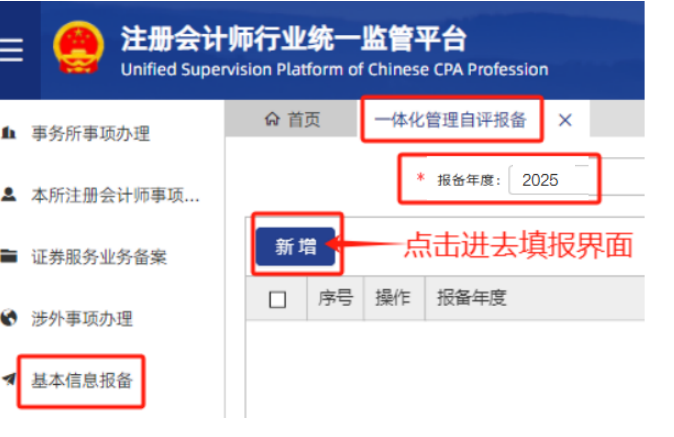 注册会计师行业统一监管平台
Unified Supervision Platform of Chinese CPA Profession
首页 一体化管理自评报备 ×
事务所事项办理
* 报备年度： 2025
本所注册会计师事项...
新增 点击进去填报界面
证券服务业务备案
序号 操作 报备年度
涉外事项办理
基本信息报备